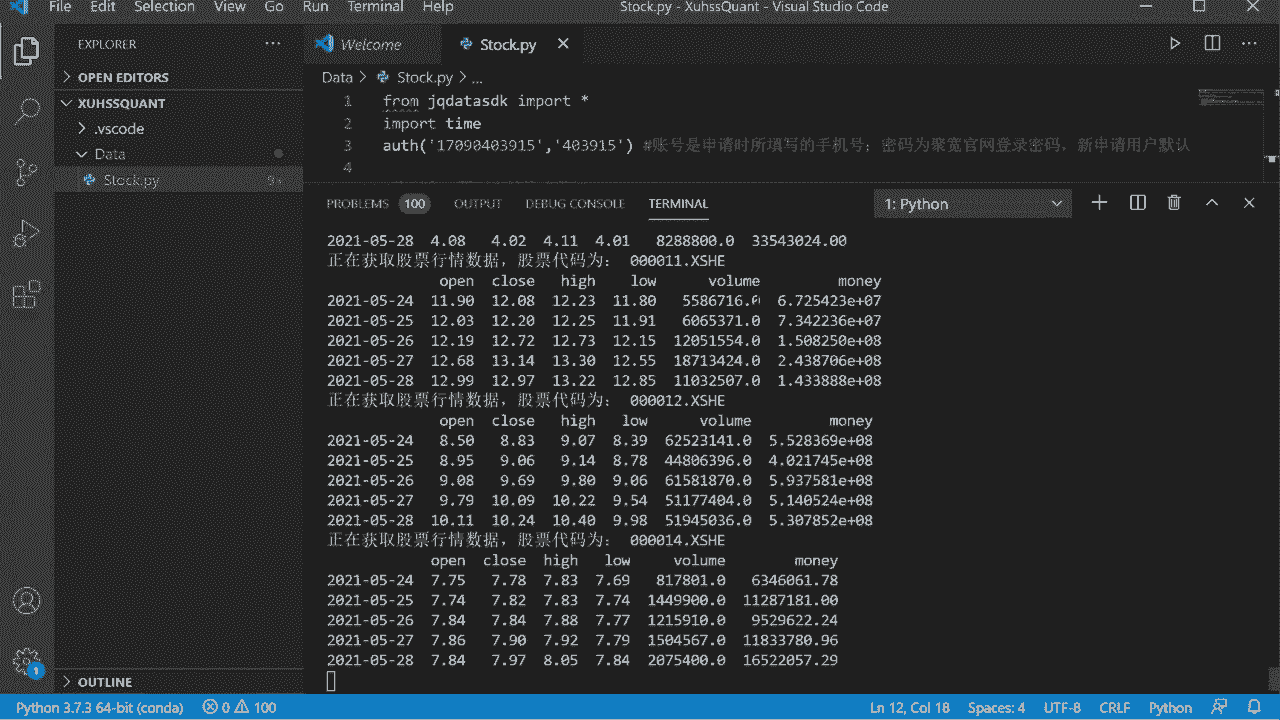 File Edit Selection View Go Run Terminal Help Stock.py - XuhssQuant - Visual Studio Code
EXPLORER
OPEN EDITORS
XUHSSQUANT
.vscode
Data
Stock.py 9+
OUTLINE
Welcome Stock.py
Data > Stock.py > ...
1 from jqdatasdk import *
2 import time
3 auth('17090403915','403915') #账号是申请时所填写的手机号；密码为聚宽官网登录密码，新申请用户默认
4
PROBLEMS 100 OUTPUT DEBUG CONSOLE TERMINAL 1: Python
2021-05-28 4.08 4.02 4.11 4.01 8288800.0 33543024.00
正在获取股票行情数据，股票代码为： 000011.XSHE
open close high low volume money
2021-05-24 11.90 12.08 12.23 11.80 5586716.0 6.725423e+07
2021-05-25 12.03 12.20 12.25 11.91 6065371.0 7.342236e+07
2021-05-26 12.19 12.72 12.73 12.15 12051554.0 1.508250e+08
2021-05-27 12.68 13.14 13.30 12.55 18713424.0 2.438706e+08
2021-05-28 12.99 12.97 13.22 12.85 11032507.0 1.433888e+08
正在获取股票行情数据，股票代码为： 000012.XSHE
open close high low volume money
2021-05-24 8.50 8.83 9.07 8.39 62523141.0 5.528369e+08
2021-05-25 8.95 9.06 9.14 8.78 44806396.0 4.021745e+08
2021-05-26 9.08 9.69 9.80 9.06 61581870.0 5.937581e+08
2021-05-27 9.79 10.09 10.22 9.54 51177404.0 5.140524e+08
2021-05-28 10.11 10.24 10.40 9.98 51945036.0 5.307852e+08
正在获取股票行情数据，股票代码为： 000014.XSHE
open close high low volume money
2021-05-24 7.75 7.78 7.83 7.69 817801.0 6346061.78
2021-05-25 7.74 7.82 7.83 7.74 1449900.0 11287181.00
2021-05-26 7.84 7.84 7.88 7.77 1215910.0 9529622.24
2021-05-27 7.86 7.90 7.92 7.79 1504567.0 11833780.96
2021-05-28 7.84 7.97 8.05 7.84 2075400.0 16522057.29
1
Python 3.7.3 64-bit (conda) 0 100 Ln 12, Col 18 Spaces: 4 UTF-8 CRLF Python